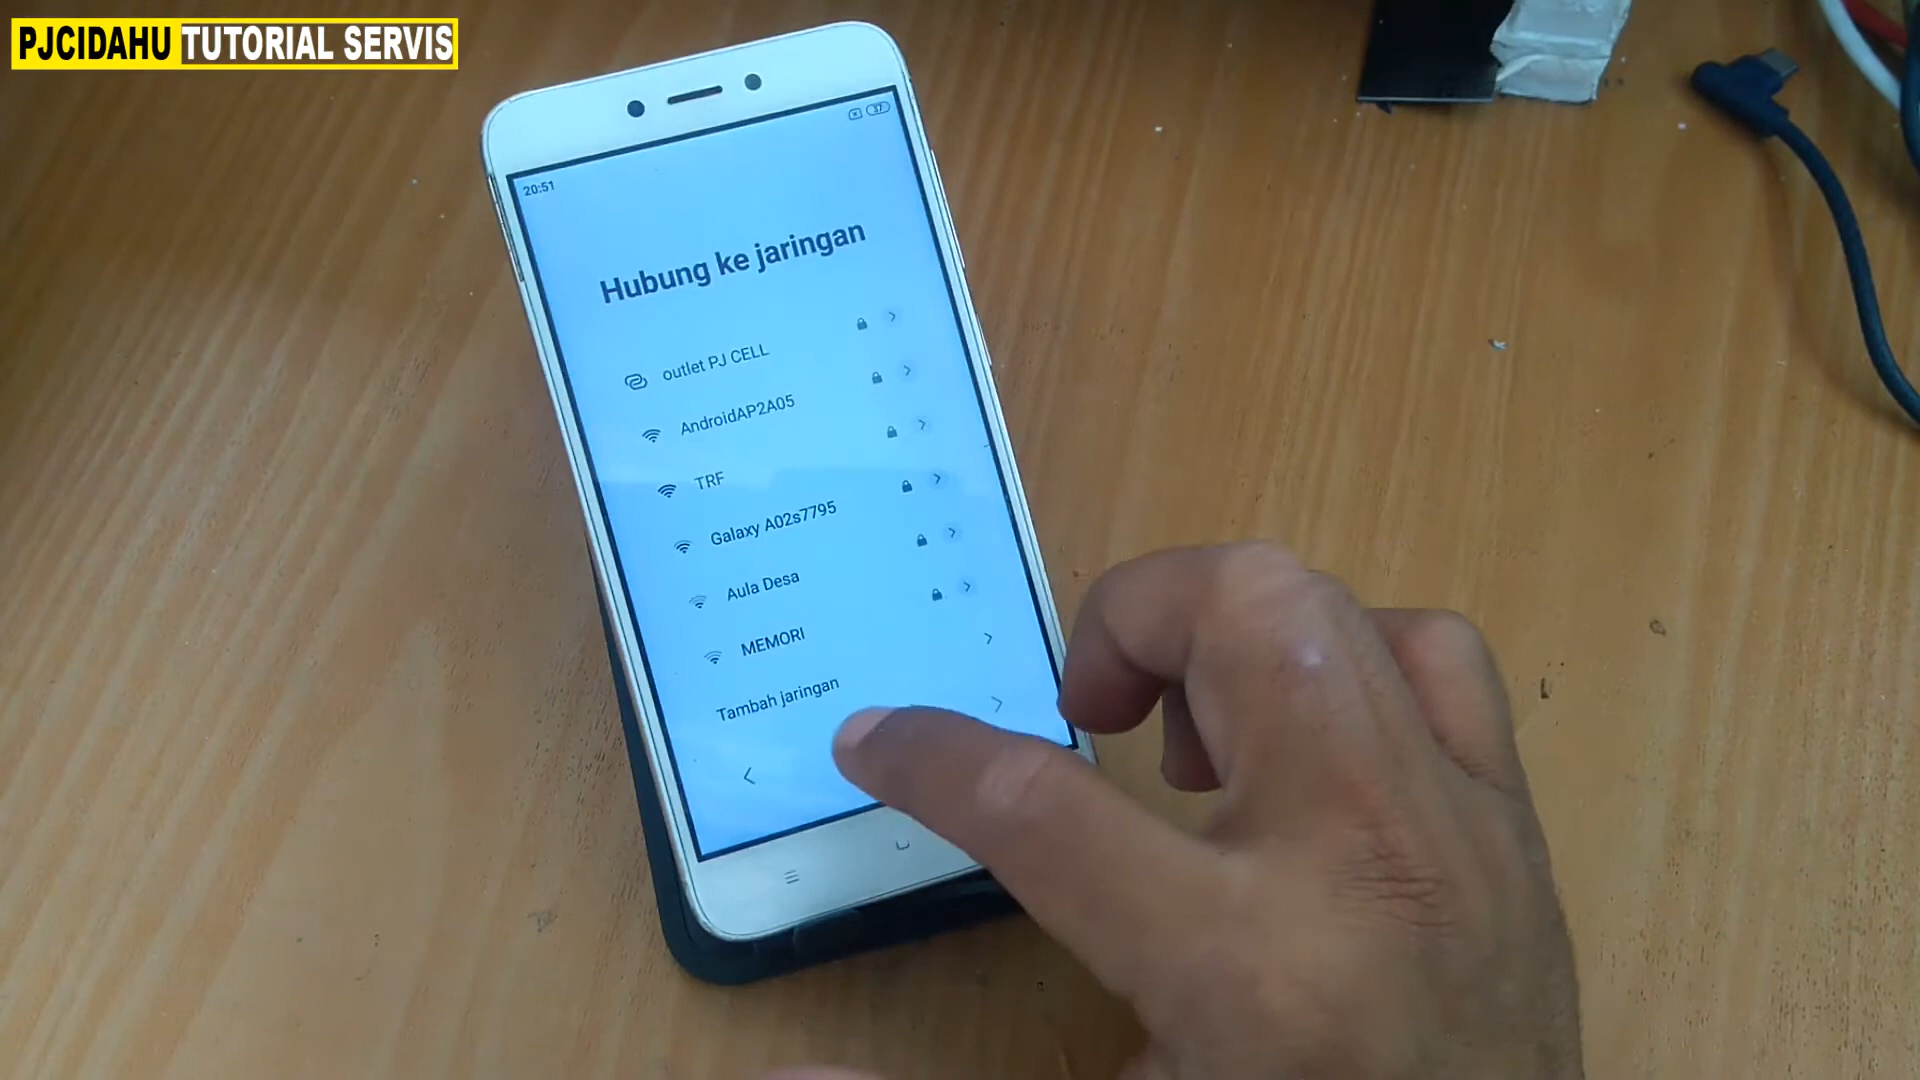 PJCIDAHU TUTORIAL SERVIS
20:51
37
Hubung ke jaringan
outlet PJ CELL
AndroidAP2A05
TRF
Galaxy A02s7795
Aula Desa
MEMORI
Tambah jaringan